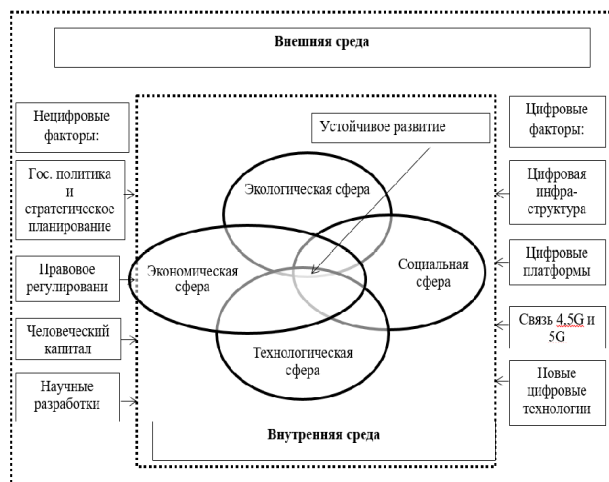 Внешняя среда
Нецифровые
факторы:
Гос. политика
и
стратегическое
планирование
Правовое
регулировани
Человеческий
капитал
Научные
разработки
Устойчивое развитие
Экологическая сфера
Экономическая
сфера
Социальная
сфера
Технологическая
сфера
Внутренняя среда
Цифровые
факторы:
Цифровая
инфра-
структура
Цифровые
платформы
Связь 4,5G и
5G
Новые
цифровые
технологии